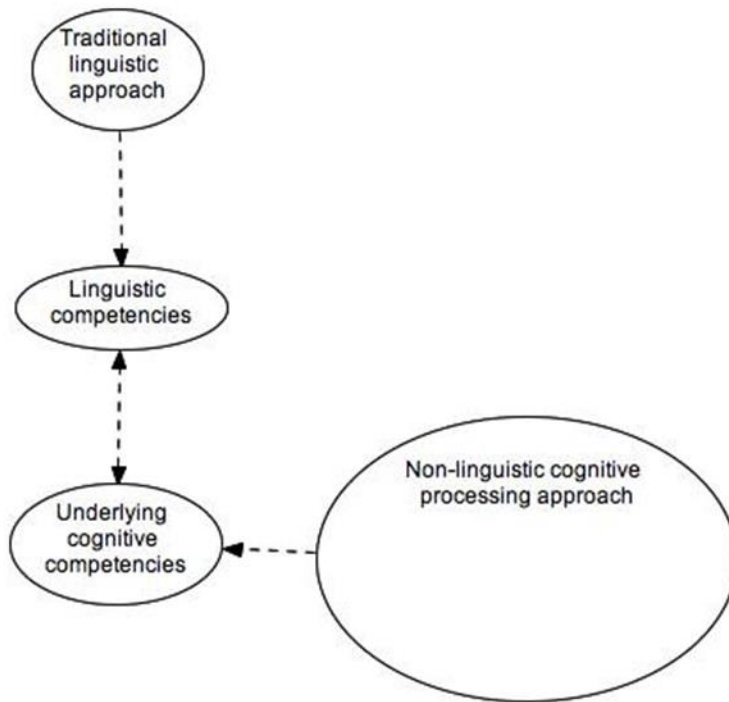 Traditional
linguistic
approach
Linguistic
competencies
Non-linguistic cognitive
processing approach
Underlying
cognitive
competencies